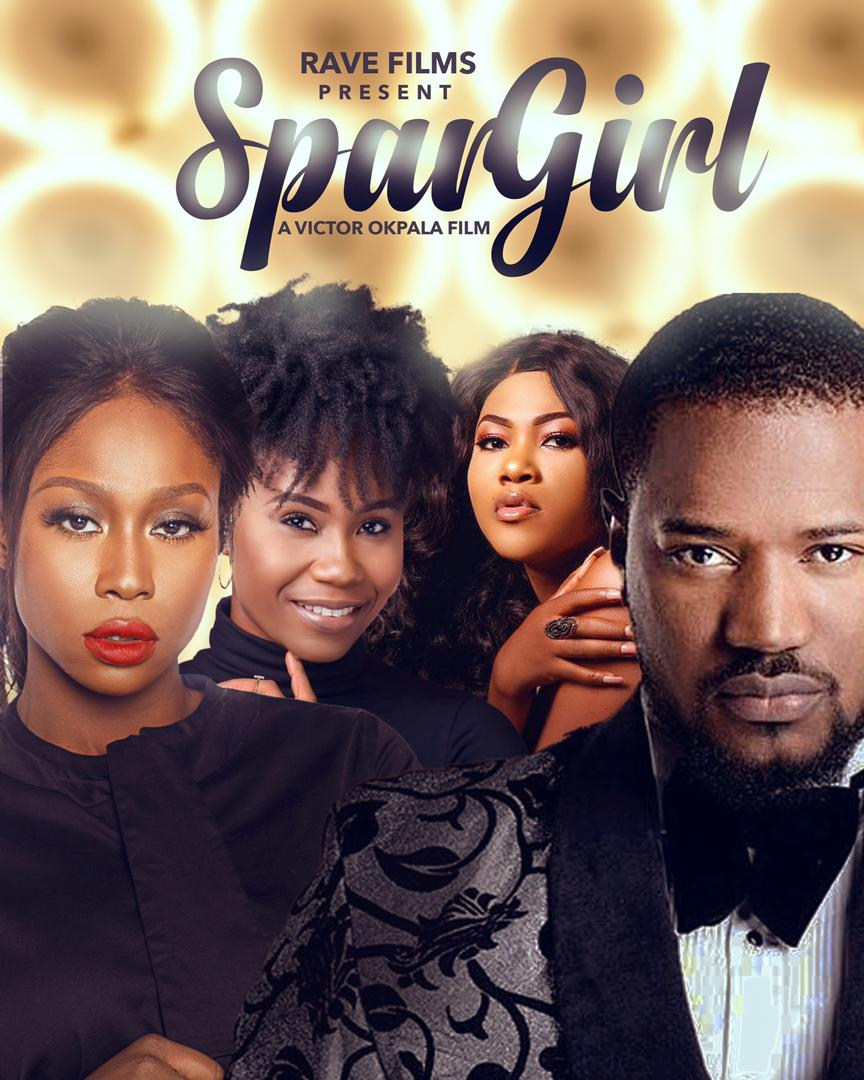 RAVE FILMS
PRESENT
SparGirl
A VICTOR OKPALA FILM